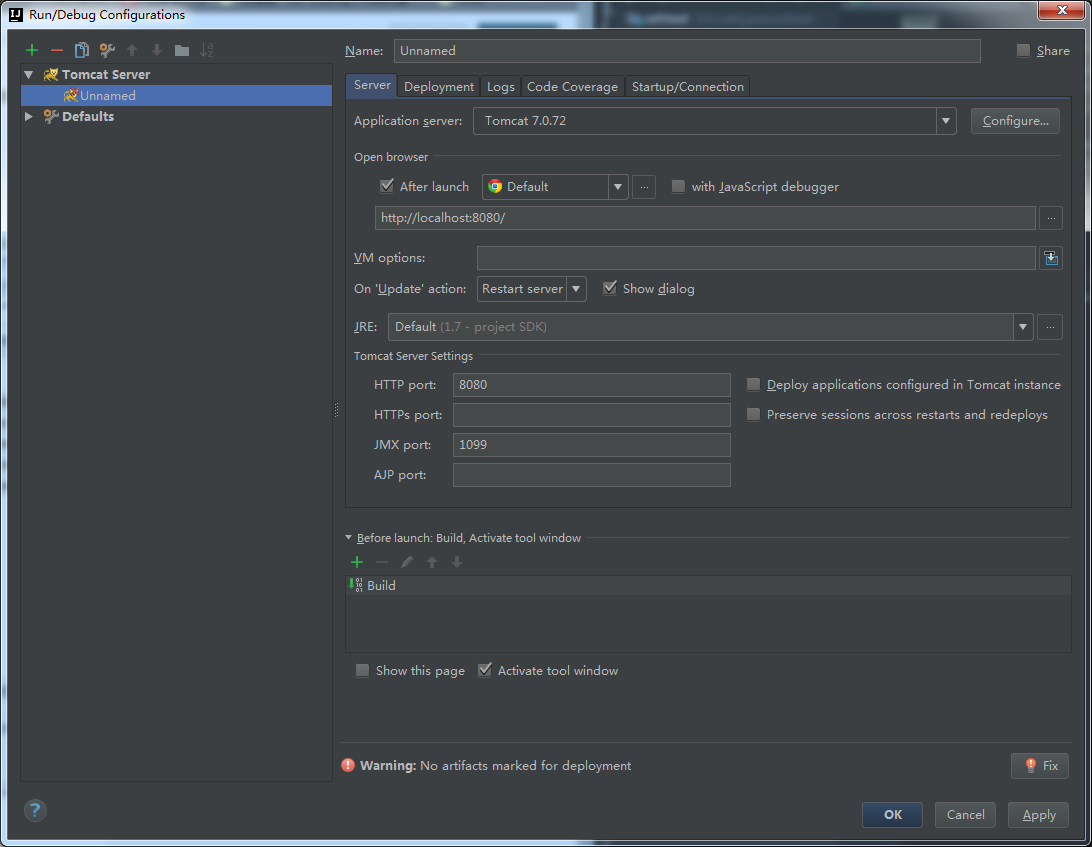 Run/Debug Configurations
Name: Unnamed Share
Tomcat Server
Unnamed
Defaults
Server Deployment Logs Code Coverage Startup/Connection
Application server: Tomcat 7.0.72 Configure...
Open browser
After launch Default ... with JavaScript debugger
http://localhost:8080/ ...
VM options:
On 'Update' action: Restart server Show dialog
JRE: Default (1.7 - project SDK) ...
Tomcat Server Settings
HTTP port: 8080 Deploy applications configured in Tomcat instance
HTTPs port: Preserve sessions across restarts and redeploys
JMX port: 1099
AJP port:
Before launch: Build, Activate tool window
Build
Show this page Activate tool window
Warning: No artifacts marked for deployment Fix
? OK Cancel Apply